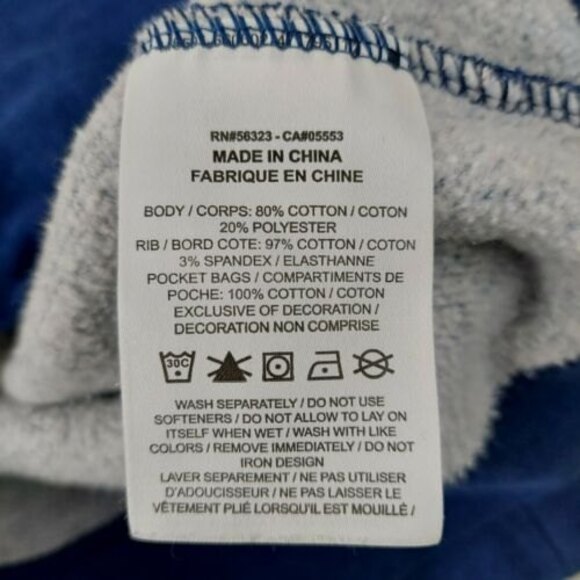 RN#56323 - CA#05553
MADE IN CHINA
FABRIQUE EN CHINE
BODY / CORPS: 80% COTTON / COTON
20% POLYESTER
RIB / BORD COTE: 97% COTTON / COTON
3% SPANDEX / ELASTHANNE
POCKET BAGS / COMPARTIMENTS DE
POCHE: 100% COTTON / COTON
EXCLUSIVE OF DECORATION /
DECORATION NON COMPRISE
30C
WASH SEPARATELY / DO NOT USE
SOFTENERS / DO NOT ALLOW TO LAY ON
ITSELF WHEN WET / WASH WITH LIKE
COLORS / REMOVE IMMEDIATELY / DO NOT
IRON DESIGN
LAVER SEPAREMENT / NE PAS UTILISER
D'ADOUCISSEUR / NE PAS LAISSER LE
VÊTEMENT PLIÉ LORSQU'IL EST MOUILLÉ /